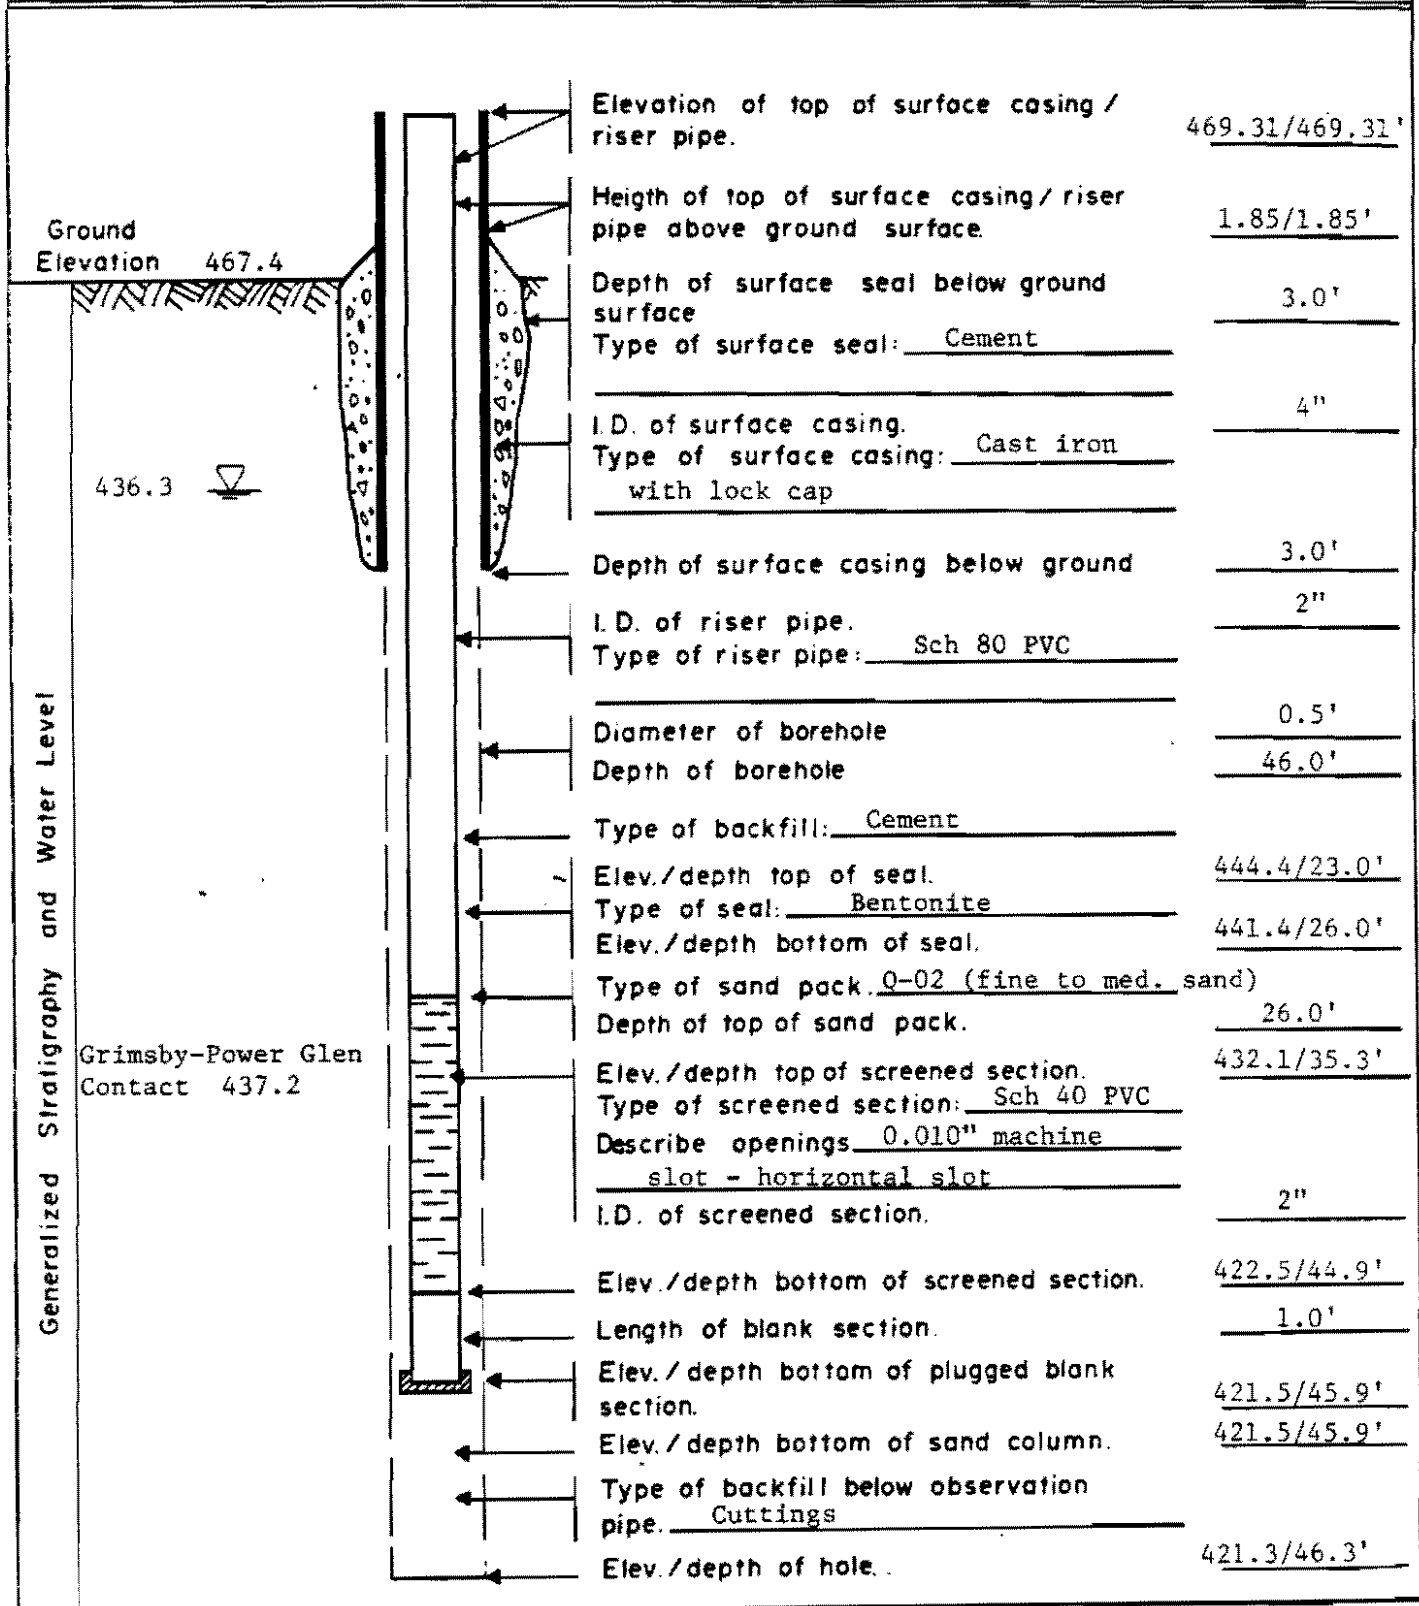 Elevation of top of surface casing /
riser pipe. 469.31/469.31'
Heigth of top of surface casing / riser
pipe above ground surface. 1.85/1.85'
Ground
Elevation 467.4
Depth of surface seal below ground
surface 3.0'
Type of surface seal: Cement
I.D. of surface casing. 4"
Type of surface casing: Cast iron
with lock cap
436.3
Depth of surface casing below ground 3.0'
I.D. of riser pipe. 2"
Type of riser pipe: Sch 80 PVC
Diameter of borehole 0.5'
Depth of borehole 46.0'
Type of backfill: Cement
Elev./depth top of seal. 444.4/23.0'
Type of seal: Bentonite
Elev./depth bottom of seal. 441.4/26.0'
Type of sand pack. Q-02 (fine to med. sand)
Depth of top of sand pack. 26.0'
Grimsby-Power Glen
Contact 437.2
Elev./depth top of screened section. 432.1/35.3'
Type of screened section: Sch 40 PVC
Describe openings 0.010" machine
slot - horizontal slot
I.D. of screened section. 2"
Elev./depth bottom of screened section. 422.5/44.9'
Length of blank section. 1.0'
Elev./depth bottom of plugged blank
section. 421.5/45.9'
Elev./depth bottom of sand column. 421.5/45.9'
Type of backfill below observation
pipe. Cuttings
Elev./depth of hole. 421.3/46.3'
Generalized Stratigraphy and Water Level